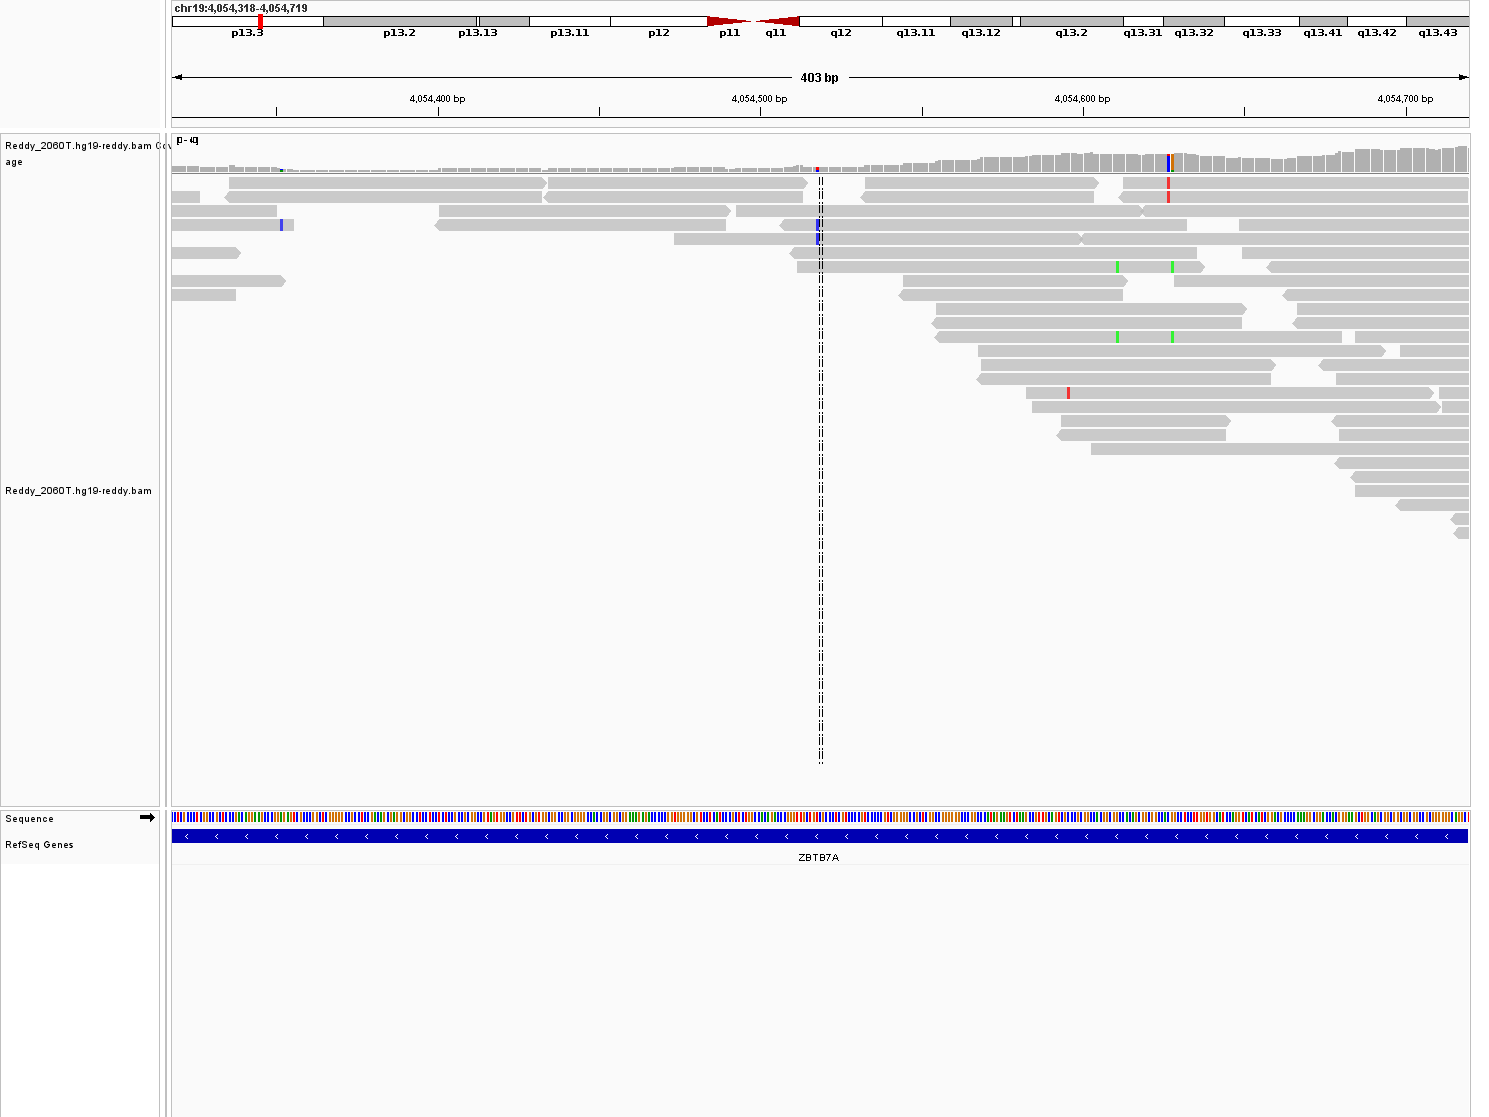 chr19:4,054,318-4,054,719
p13.3 p13.2 p13.13 p13.11 p12 p11 q11 q12 q13.11 q13.12 q13.2 q13.31 q13.32 q13.33 q13.41 q13.42 q13.43
403 bp
4,054,400 bp 4,054,500 bp 4,054,600 bp 4,054,700 bp
Reddy_2060T.hg19-reddy.bam
age
Reddy_2060T.hg19-reddy.bam
Sequence
RefSeq Genes
ZBTB7A